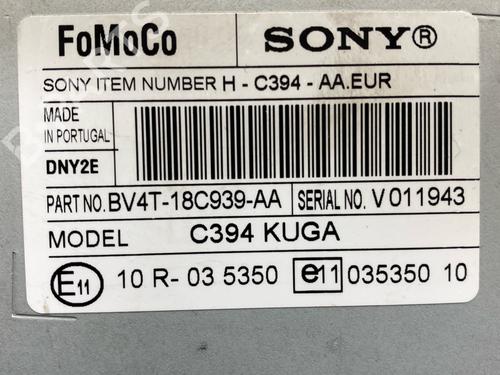 FoMoCo SONY®
SONY ITEM NUMBER H - C394 - AA.EUR
MADE
IN PORTUGAL
DNY2E
PART NO. BV4T-18C939-AA SERIAL NO. V 011943
MODEL C394 KUGA
E11 10 R- 03 5350 e11 035350 10